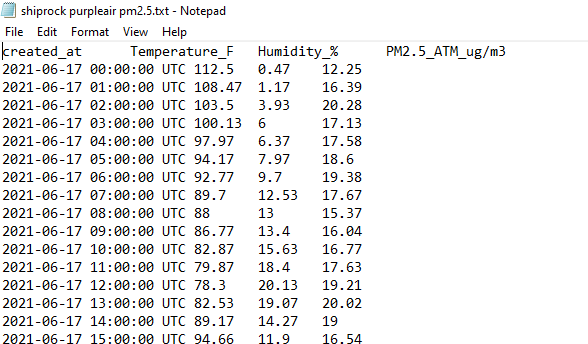 shiprock purpleair pm2.5.txt - Notepad
File Edit Format View Help
created_at Temperature_F Humidity_% PM2.5_ATM_ug/m3
2021-06-17 00:00:00 UTC 112.5 0.47 12.25
2021-06-17 01:00:00 UTC 108.47 1.17 16.39
2021-06-17 02:00:00 UTC 103.5 3.93 20.28
2021-06-17 03:00:00 UTC 100.13 6 17.13
2021-06-17 04:00:00 UTC 97.97 6.37 17.58
2021-06-17 05:00:00 UTC 94.17 7.97 18.6
2021-06-17 06:00:00 UTC 92.77 9.7 19.38
2021-06-17 07:00:00 UTC 89.7 12.53 17.67
2021-06-17 08:00:00 UTC 88 13 15.37
2021-06-17 09:00:00 UTC 86.77 13.4 16.04
2021-06-17 10:00:00 UTC 82.87 15.63 16.77
2021-06-17 11:00:00 UTC 79.87 18.4 17.63
2021-06-17 12:00:00 UTC 78.3 20.13 19.21
2021-06-17 13:00:00 UTC 82.53 19.07 20.02
2021-06-17 14:00:00 UTC 89.17 14.27 19
2021-06-17 15:00:00 UTC 94.66 11.9 16.54